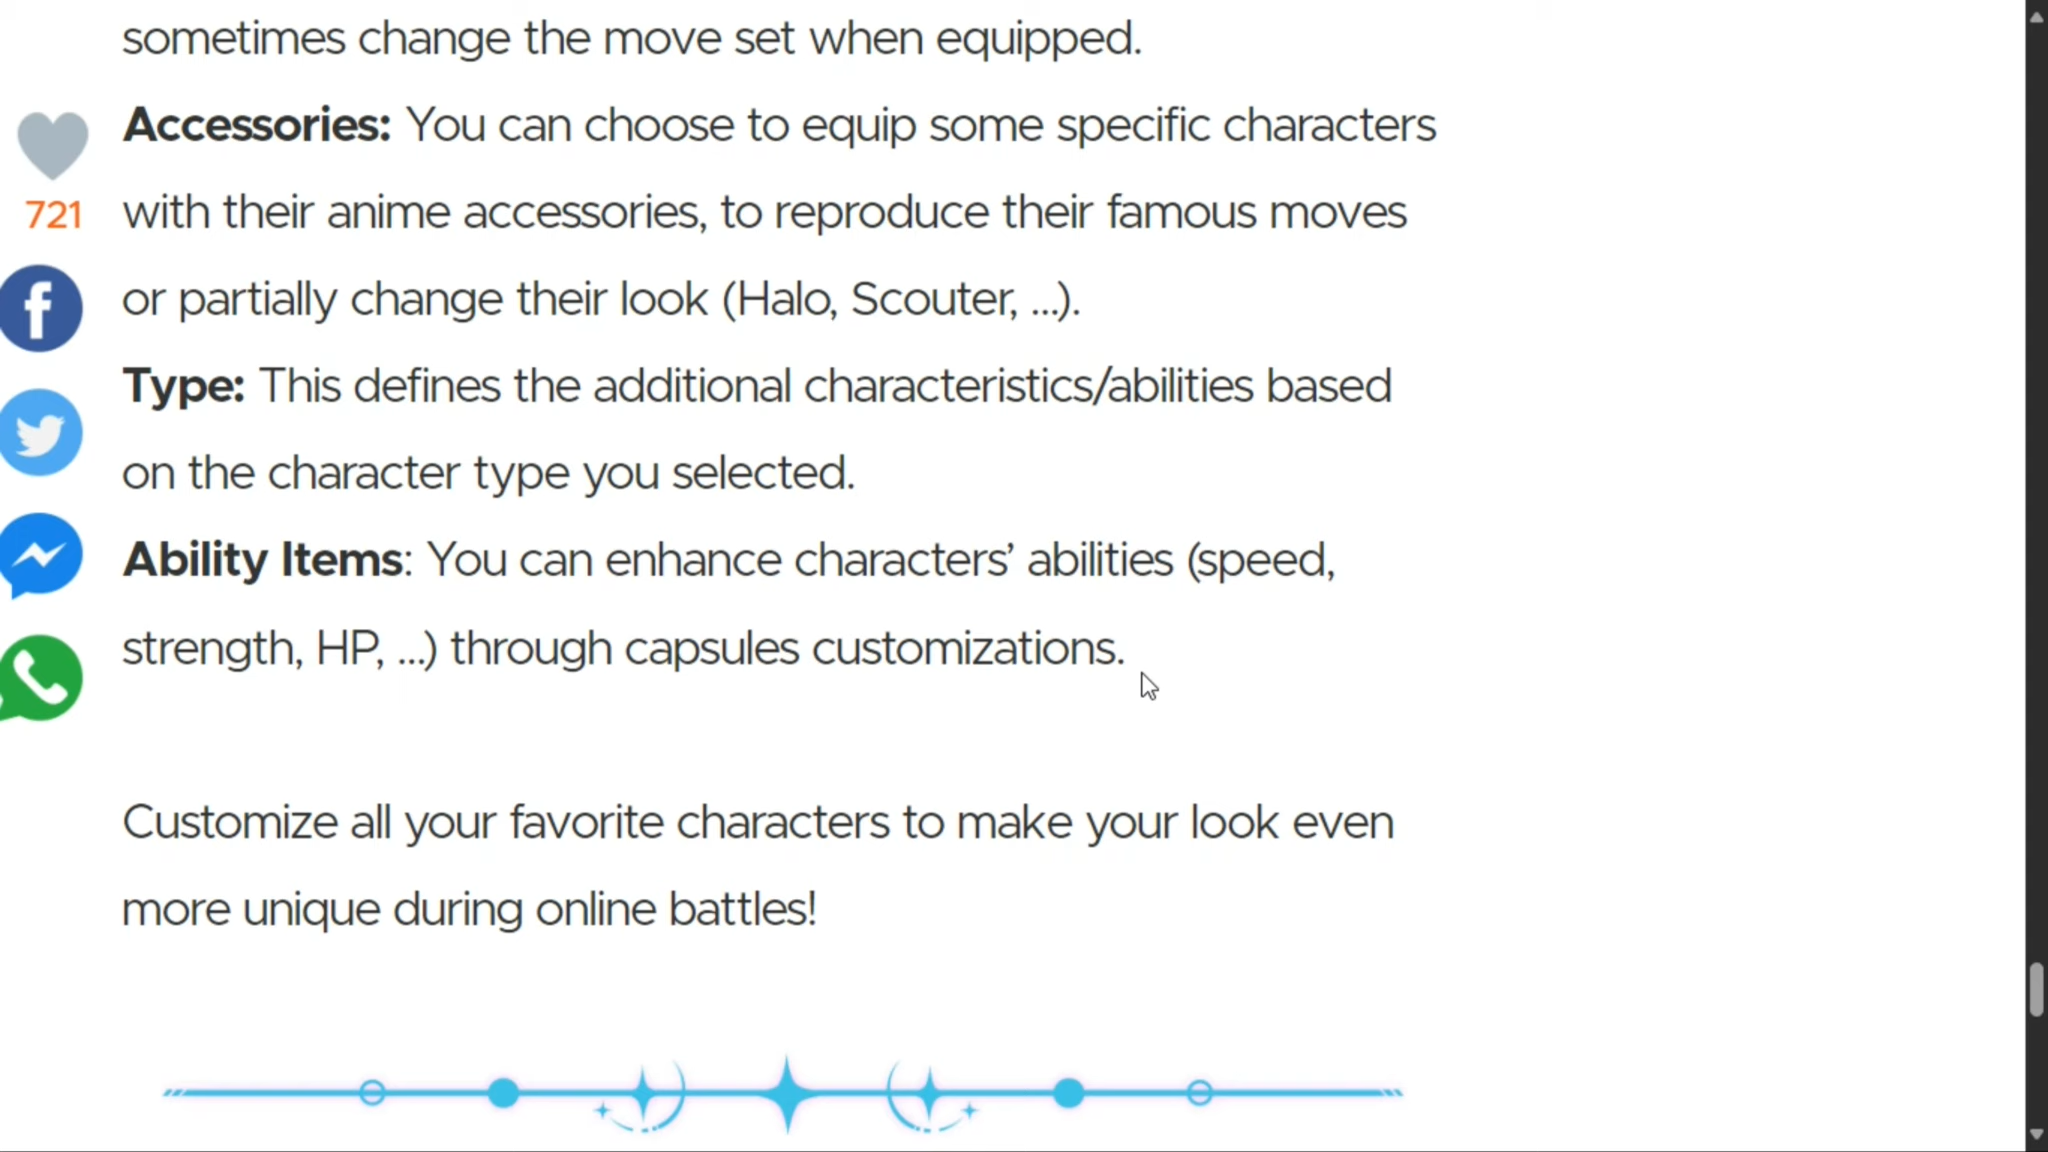 sometimes change the move set when equipped.
Accessories: You can choose to equip some specific characters
with their anime accessories, to reproduce their famous moves
or partially change their look (Halo, Scouter, ...).
Type: This defines the additional characteristics/abilities based
on the character type you selected.
Ability Items: You can enhance characters’ abilities (speed,
strength, HP, ...) through capsules customizations.
Customize all your favorite characters to make your look even
more unique during online battles!
721